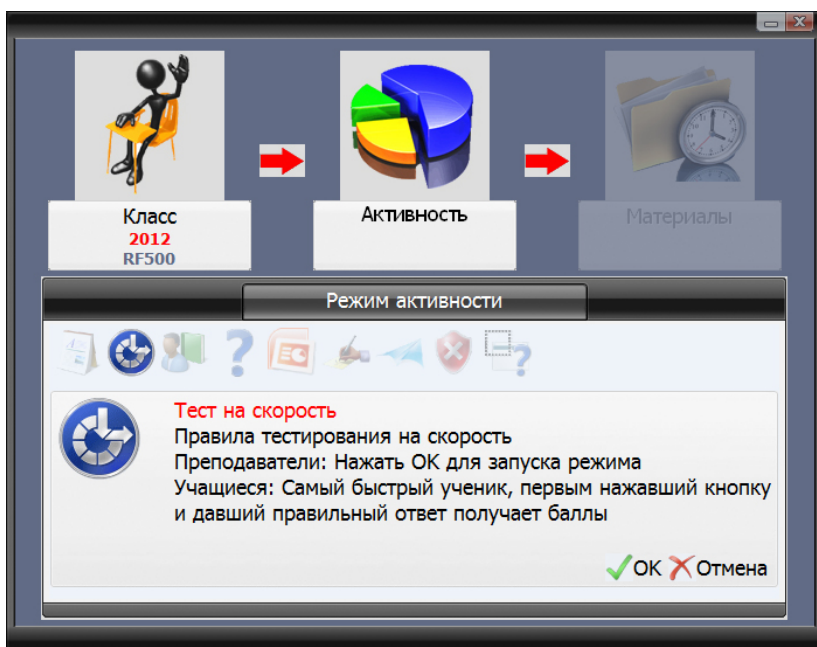 Класс
2012
RF500
Активность
Материалы
Режим активности
Тест на скорость
Правила тестирования на скорость
Преподаватели: Нажать ОК для запуска режима
Учащиеся: Самый быстрый ученик, первым нажавший кнопку
и давший правильный ответ получает баллы
ОК Отмена